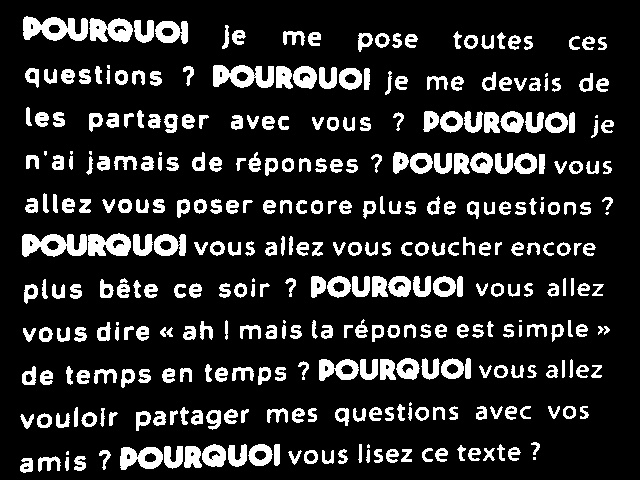 POURQUOI je me pose toutes ces
questions ? POURQUOI je me devais de
les partager avec vous ? POURQUOI je
n'ai jamais de réponses ? POURQUOI vous
allez vous poser encore plus de questions ?
POURQUOI vous allez vous coucher encore
plus bête ce soir ? POURQUOI vous allez
vous dire « ah ! mais la réponse est simple »
de temps en temps ? POURQUOI vous allez
vouloir partager mes questions avec vos
amis ? POURQUOI vous lisez ce texte ?